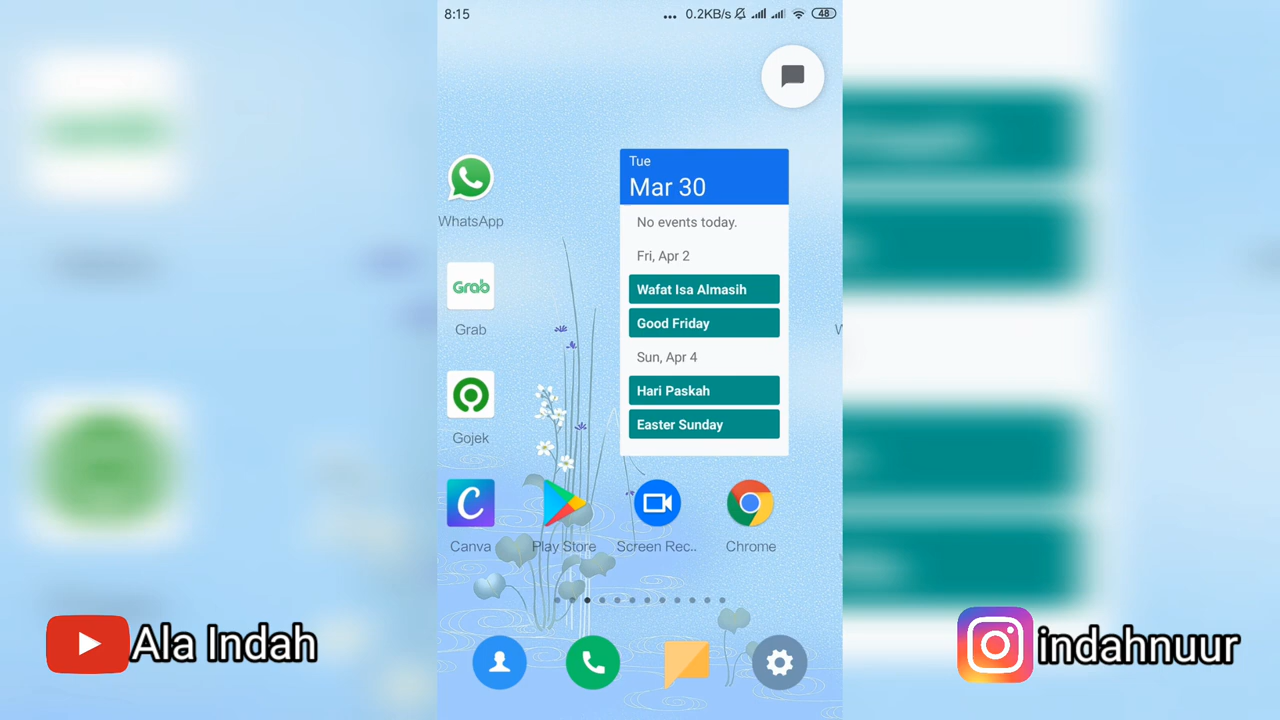 8:15
... 0.2KB/s 48
Tue
Mar 30
WhatsApp
No events today.
Fri, Apr 2
Grab
Wafat Isa Almasih
Grab
Good Friday
Sun, Apr 4
Hari Paskah
Easter Sunday
Gojek
C
Canva
Play Store
Screen Rec..
Chrome
Ala Indah
indahnuur